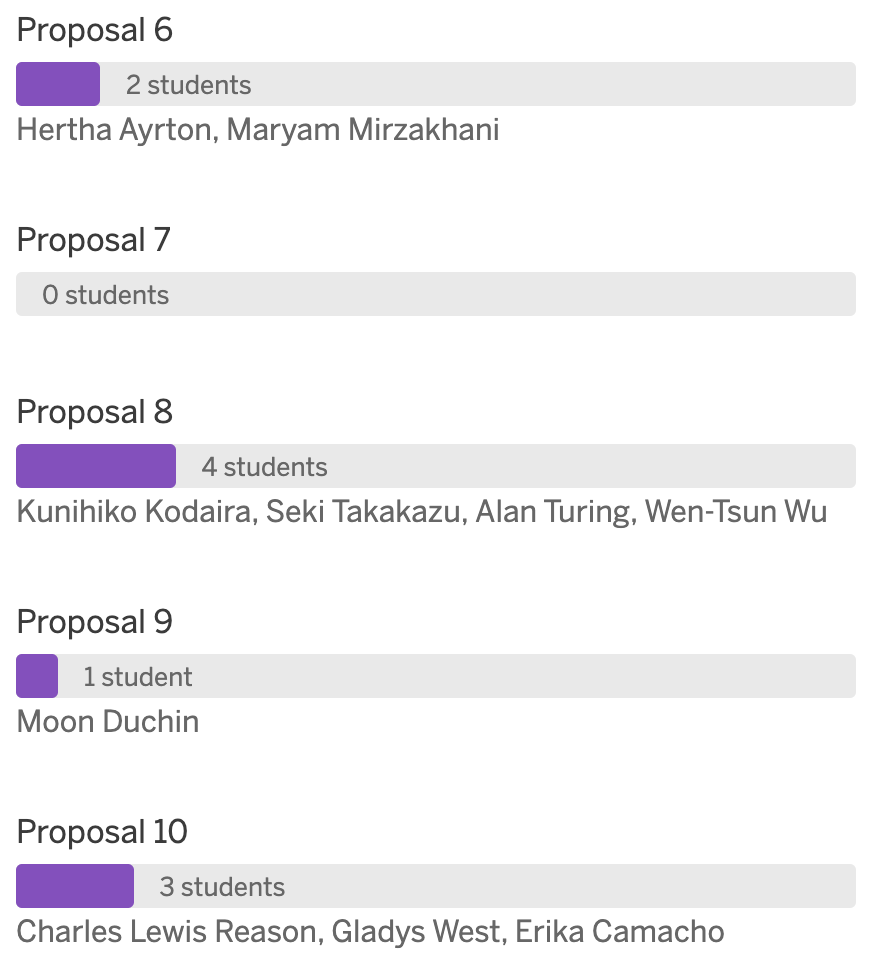 Proposal 6
2 students
Hertha Ayrton, Maryam Mirzakhani
Proposal 7
0 students
Proposal 8
4 students
Kunihiko Kodaira, Seki Takakazu, Alan Turing, Wen-Tsun Wu
Proposal 9
1 student
Moon Duchin
Proposal 10
3 students
Charles Lewis Reason, Gladys West, Erika Camacho